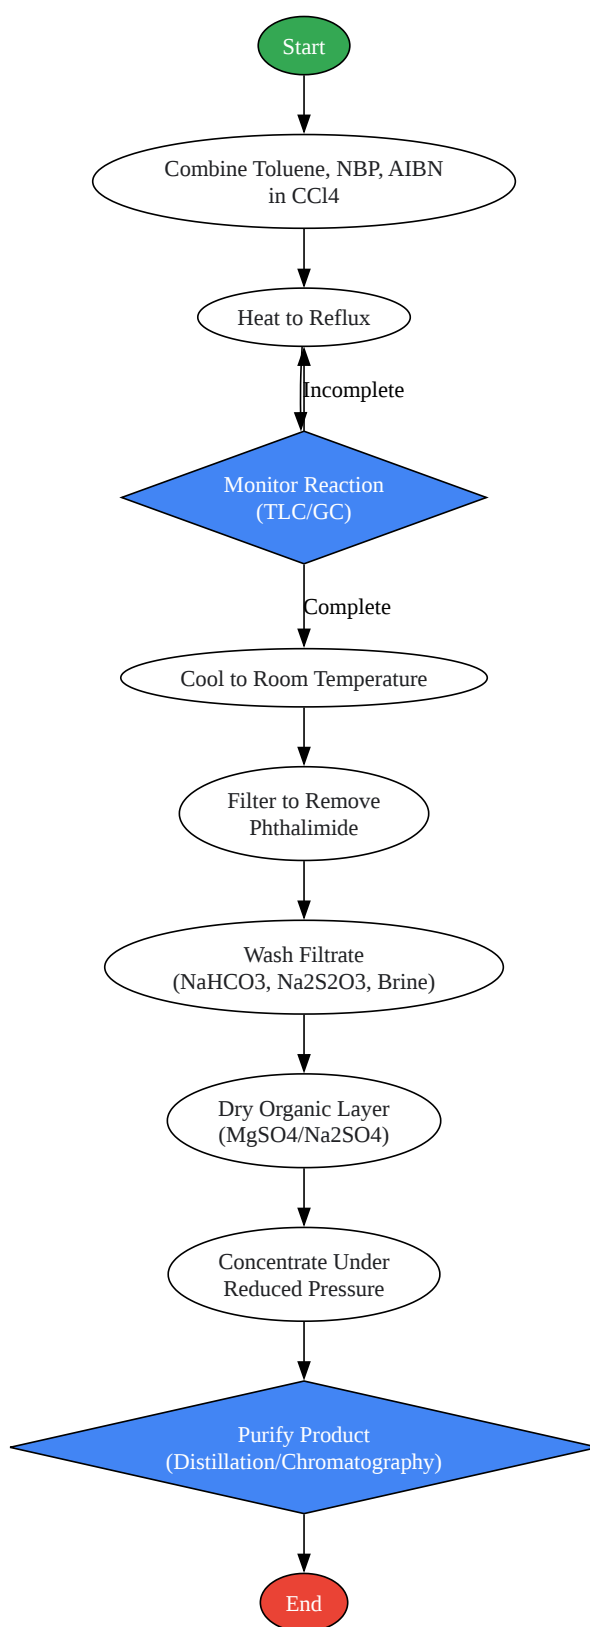 Start
Combine Toluene, NBP, AIBN
in CCl4
Heat to Reflux
Incomplete
Monitor Reaction
(TLC/GC)
Complete
Cool to Room Temperature
Filter to Remove
Phthalimide
Wash Filtrate
(NaHCO3, Na2S2O3, Brine)
Dry Organic Layer
(MgSO4/Na2SO4)
Concentrate Under
Reduced Pressure
Purify Product
(Distillation/Chromatography)
End